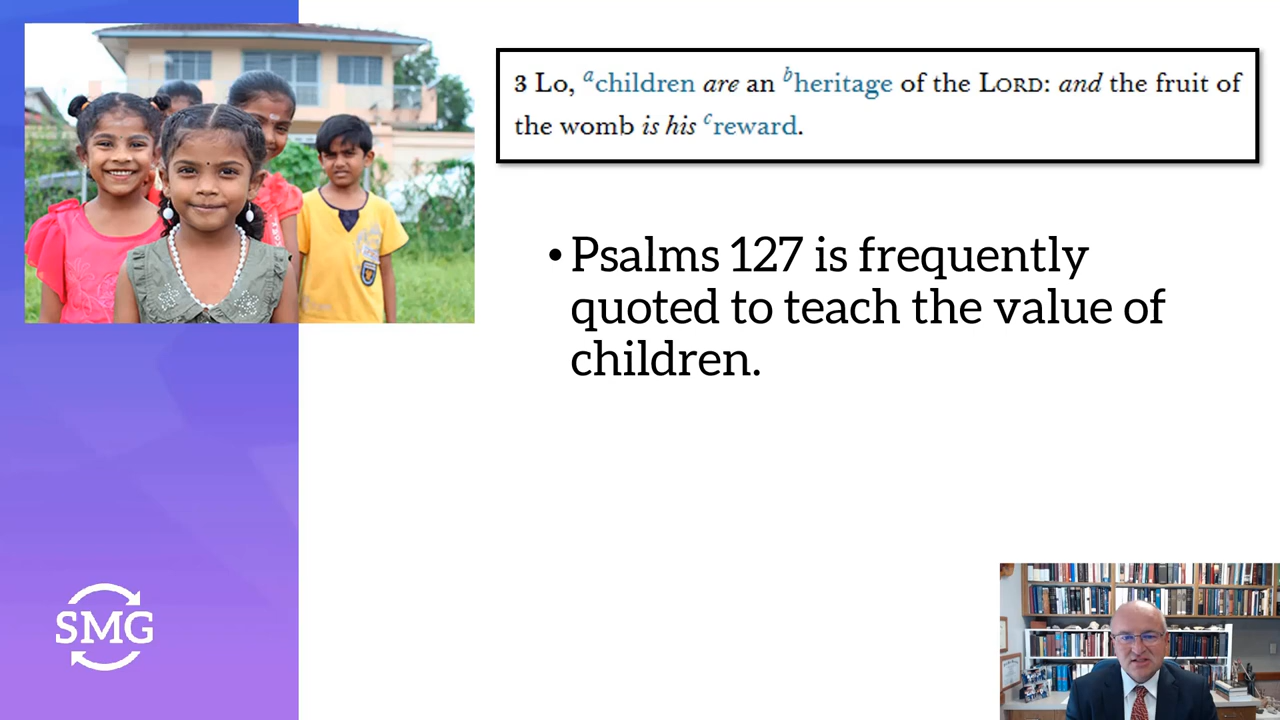 3 Lo, ᵃchildren are an ᵇheritage of the LORD: and the fruit of
the womb is his ᶜreward.
• Psalms 127 is frequently
quoted to teach the value of
children.
SMG